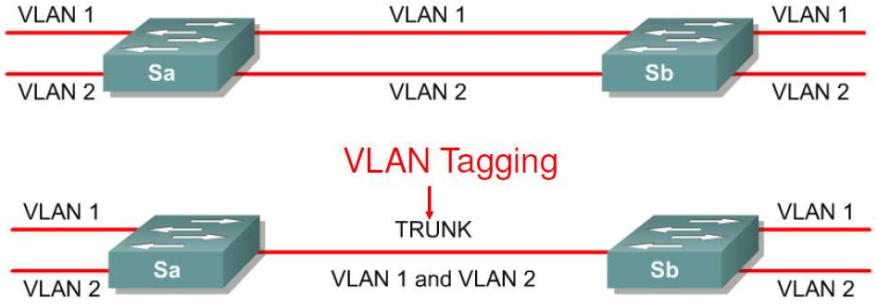 VLAN 1 VLAN 1 VLAN 1
Sa Sb
VLAN 2 VLAN 2 VLAN 2
VLAN Tagging
VLAN 1 TRUNK VLAN 1
Sa Sb
VLAN 2 VLAN 1 and VLAN 2 VLAN 2